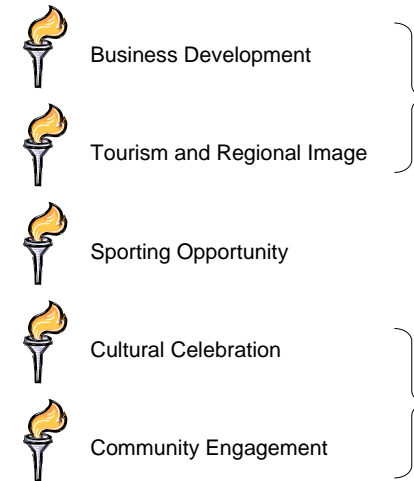 Business Development
Tourism and Regional Image
Sporting Opportunity
Cultural Celebration
Community Engagement